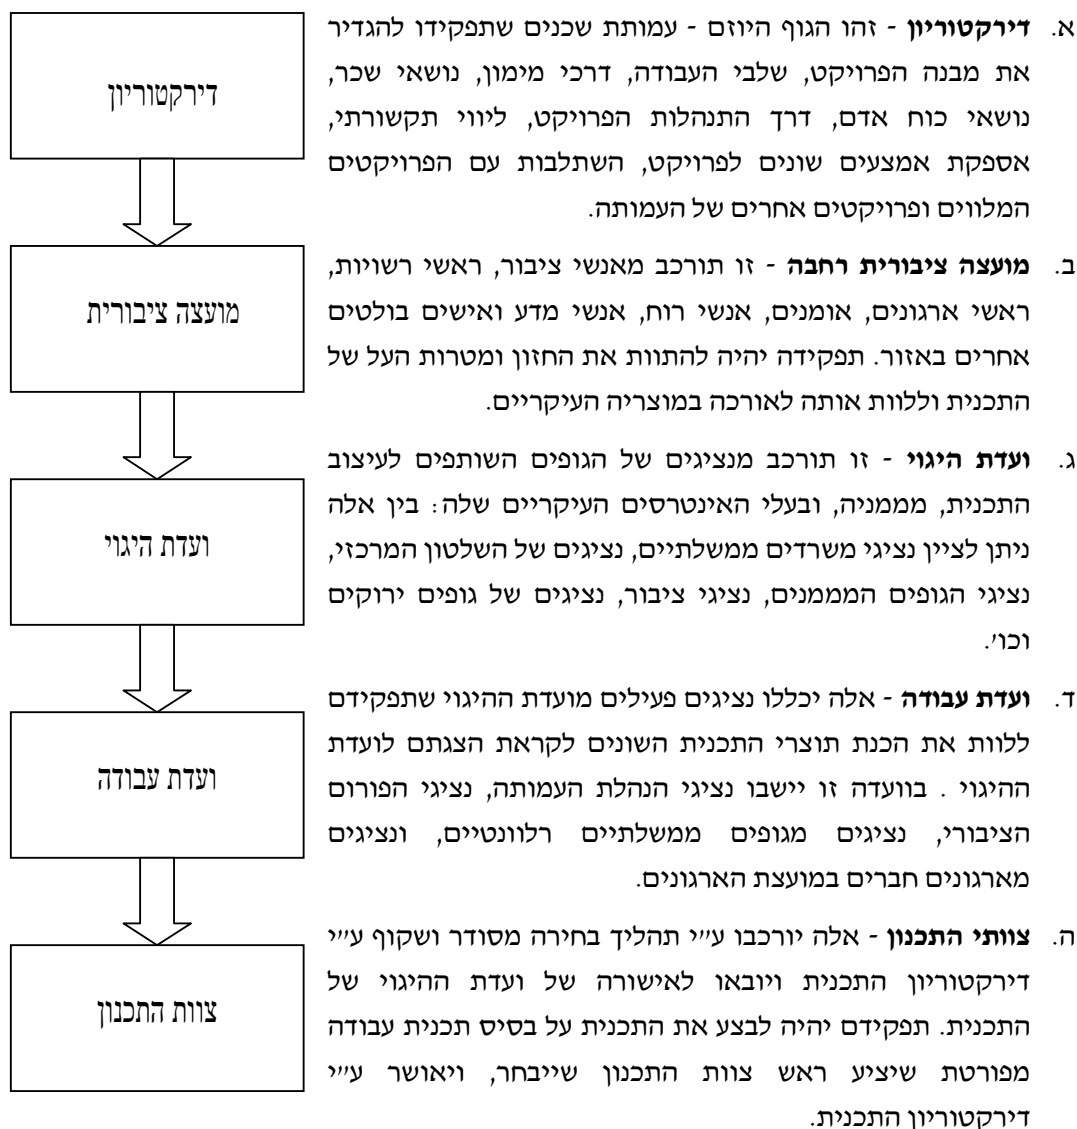 א. דירקטוריון - זהו הגוף היוזם - עמותת שכנים שתפקידו להגדיר
את מבנה הפרויקט, שלבי העבודה, דרכי מימון, נושאי שכר,
נושאי כוח אדם, דרך התנהלות הפרויקט, ליווי תקשורתי,
אספקת אמצעים שונים לפרויקט, השתלבות עם הפרויקטים
המלווים ופרויקטים אחרים של העמותה.
ב. מועצה ציבורית רחבה - זו תורכב מאנשי ציבור, ראשי רשויות,
ראשי ארגונים, אומנים, אנשי רוח, אנשי מדע ואישים בולטים
אחרים באזור. תפקידה יהיה להתוות את החזון ומטרות העל של
התכנית וללוות אותה לאורכה במוצריה העיקריים.
ג. ועדת היגוי - זו תורכב מנציגים של הגופים השותפים לעיצוב
התכנית, מממניה, ובעלי האינטרסים העיקריים שלה: בין אלה
ניתן לציין נציגי משרדים ממשלתיים, נציגים של השלטון המרכזי,
נציגי הגופים המממנים, נציגי ציבור, נציגים של גופים ירוקים
וכו'.
ד. ועדת עבודה - אלה יכללו נציגים פעילים מועדת ההיגוי שתפקידם
ללוות את הכנת תוצרי התכנית השונים לקראת הצגתם לועדת
ההיגוי . בוועדה זו יישבו נציגי הנהלת העמותה, נציגי הפורום
הציבורי, נציגים מגופים ממשלתיים רלוונטיים, ונציגים
מארגונים חברים במועצת הארגונים.
ה. צוותי התכנון - אלה יורכבו ע"י תהליך בחירה מסודר ושקוף ע"י
דירקטוריון התכנית ויובאו לאישורה של ועדת ההיגוי של
התכנית. תפקידם יהיה לבצע את התכנית על בסיס תכנית עבודה
מפורטת שיציע ראש צוות התכנון שייבחר, ויאושר ע"י
דירקטוריון התכנית.
דירקטוריון
מועצה ציבורית
ועדת היגוי
ועדת עבודה
צוות התכנון